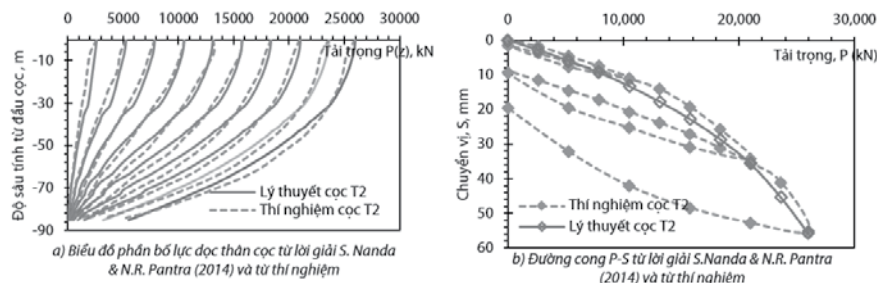 0 5000 10000 15000 20000 25000 30000
Tải trọng P(z), kN
Độ sâu tính từ đầu cọc, m
-10
-30
-50
-70
-90
Lý thuyết cọc T2
Thí nghiệm cọc T2
a) Biểu đồ phần bố lực dọc thân cọc từ lời giải S. Nanda
& N.R. Pantra (2014) và từ thí nghiệm
0 10,000 20,000 30,000
Tải trọng, P (kN)
Chuyển vị, S, mm
0
10
20
30
40
50
60
Thí nghiệm cọc T2
Lý thuyết cọc T2
b) Đường cong P-S từ lời giải S.Nanda & N.R. Pantra
(2014) và từ thí nghiệm